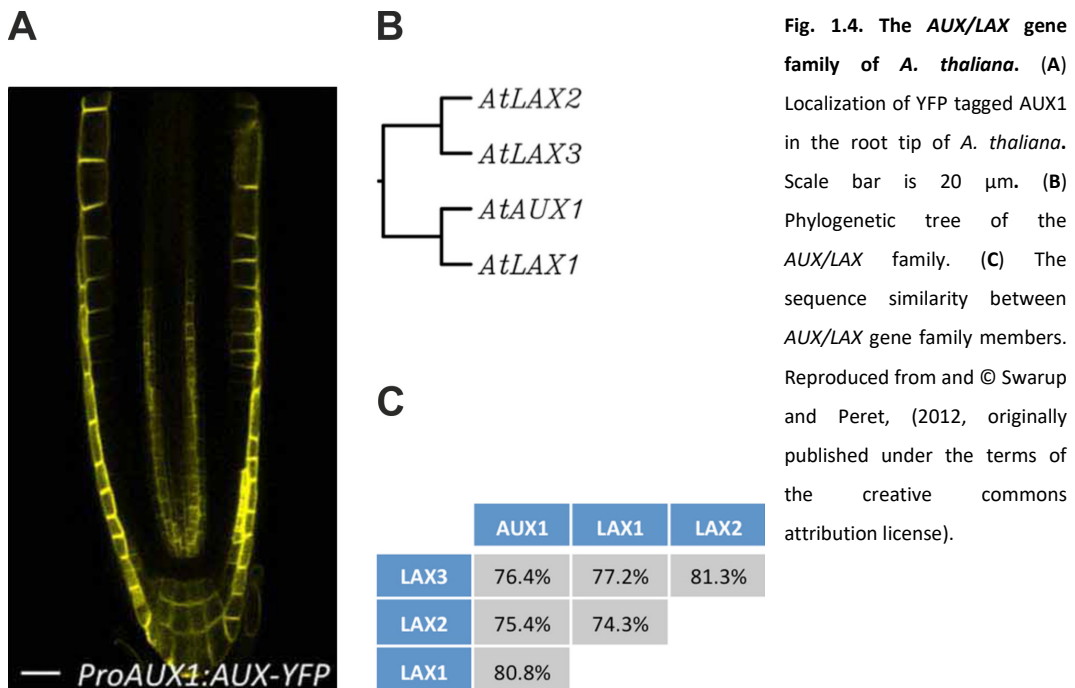 A
ProAUX1:AUX-YFP
B
AtLAX2
AtLAX3
AtAUX1
AtLAX1
C
AUX1 LAX1 LAX2
LAX3 76.4% 77.2% 81.3%
LAX2 75.4% 74.3%
LAX1 80.8%
Fig. 1.4. The AUX/LAX gene
family of A. thaliana. (A)
Localization of YFP tagged AUX1
in the root tip of A. thaliana.
Scale bar is 20 µm. (B)
Phylogenetic tree of the
AUX/LAX family. (C) The
sequence similarity between
AUX/LAX gene family members.
Reproduced from and © Swarup
and Peret, (2012, originally
published under the terms of
the creative commons
attribution license).